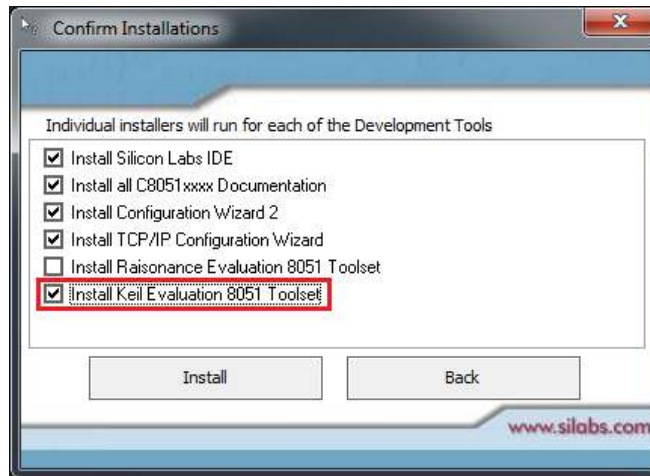 Confirm Installations
Individual installers will run for each of the Development Tools
Install Silicon Labs IDE
Install all C8051xxxx Documentation
Install Configuration Wizard 2
Install TCP/IP Configuration Wizard
Install Raisonance Evaluation 8051 Toolset
Install Keil Evaluation 8051 Toolset
Install Back
www.silabs.com